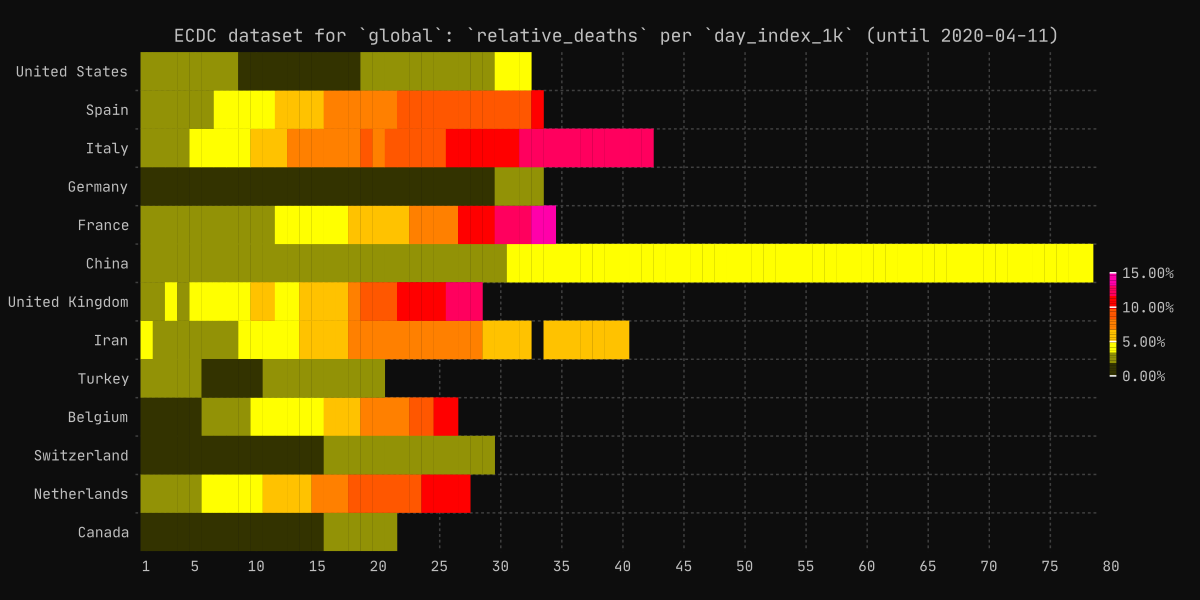 ECDC dataset for `global`: `relative_deaths` per `day_index_1k` (until 2020-04-11)
United States
Spain
Italy
Germany
France
China
United Kingdom
Iran
Turkey
Belgium
Switzerland
Netherlands
Canada
1 5 10 15 20 25 30 35 40 45 50 55 60 65 70 75 80
15.00%
10.00%
5.00%
0.00%